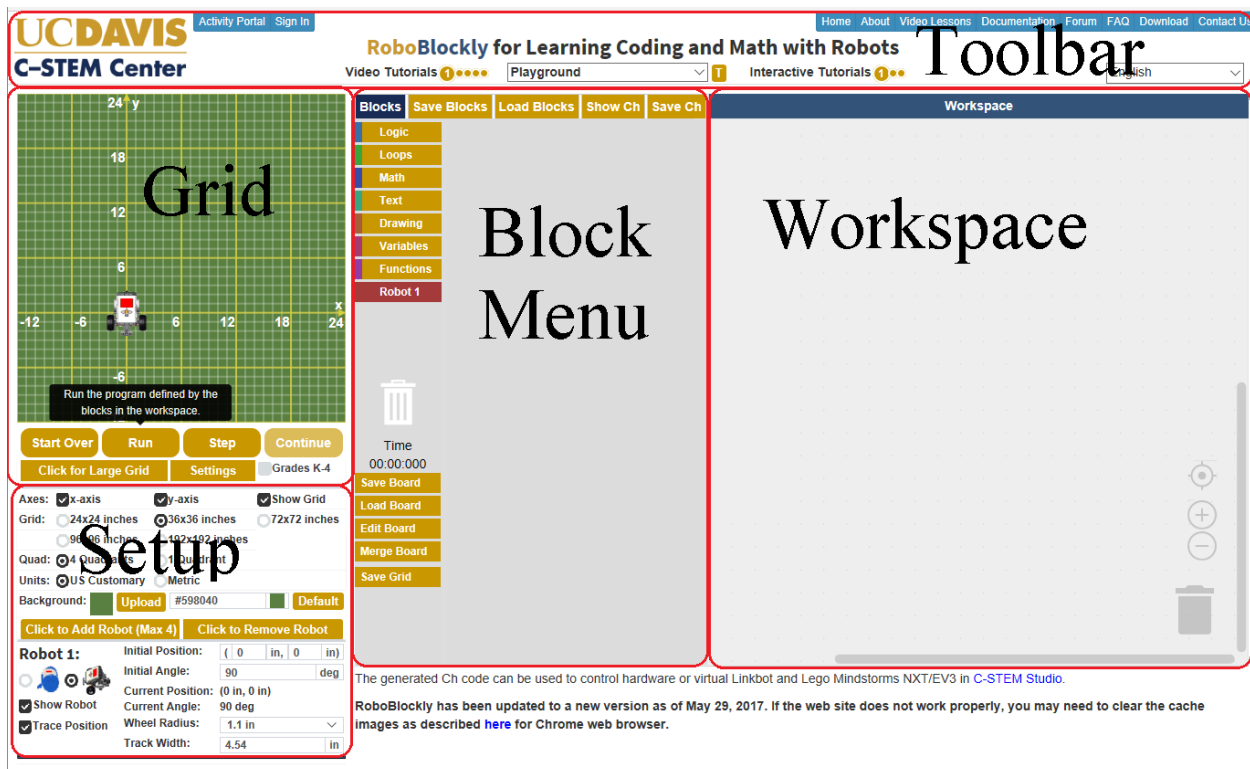 UCDAVIS
C-STEM Center
Activity Portal Sign In
Home About Video Lessons Documentation Forum FAQ Download Contact Us
RoboBlockly for Learning Coding and Math with Robots
Toolbar
Video Tutorials 1 Playground T Interactive Tutorials 1 English
24 y
18
12
6
x
-12 -6 6 12 18 24
-6
Grid
Run the program defined by the
blocks in the workspace.
Start Over Run Step Continue
Click for Large Grid Settings Grades K-4
Axes: x-axis y-axis Show Grid
Grid: 24x24 inches 36x36 inches 72x72 inches
96x96 inches 192x192 inches
Quad: 4 Quadrants 1 Quadrant
Units: US Customary Metric
Background: Upload #598040 Default
Setup
Click to Add Robot (Max 4) Click to Remove Robot
Robot 1:
Show Robot
Trace Position
Initial Position: ( 0 in, 0 in)
Initial Angle: 90 deg
Current Position: (0 in, 0 in)
Current Angle: 90 deg
Wheel Radius: 1.1 in
Track Width: 4.54 in
Blocks Save Blocks Load Blocks Show Ch Save Ch
Logic
Loops
Math
Text
Drawing
Variables
Functions
Robot 1
Block
Menu
Time
00:00:000
Save Board
Load Board
Edit Board
Merge Board
Save Grid
Workspace
Workspace
The generated Ch code can be used to control hardware or virtual Linkbot and Lego Mindstorms NXT/EV3 in C-STEM Studio.
RoboBlockly has been updated to a new version as of May 29, 2017. If the web site does not work properly, you may need to clear the cache
images as described here for Chrome web browser.